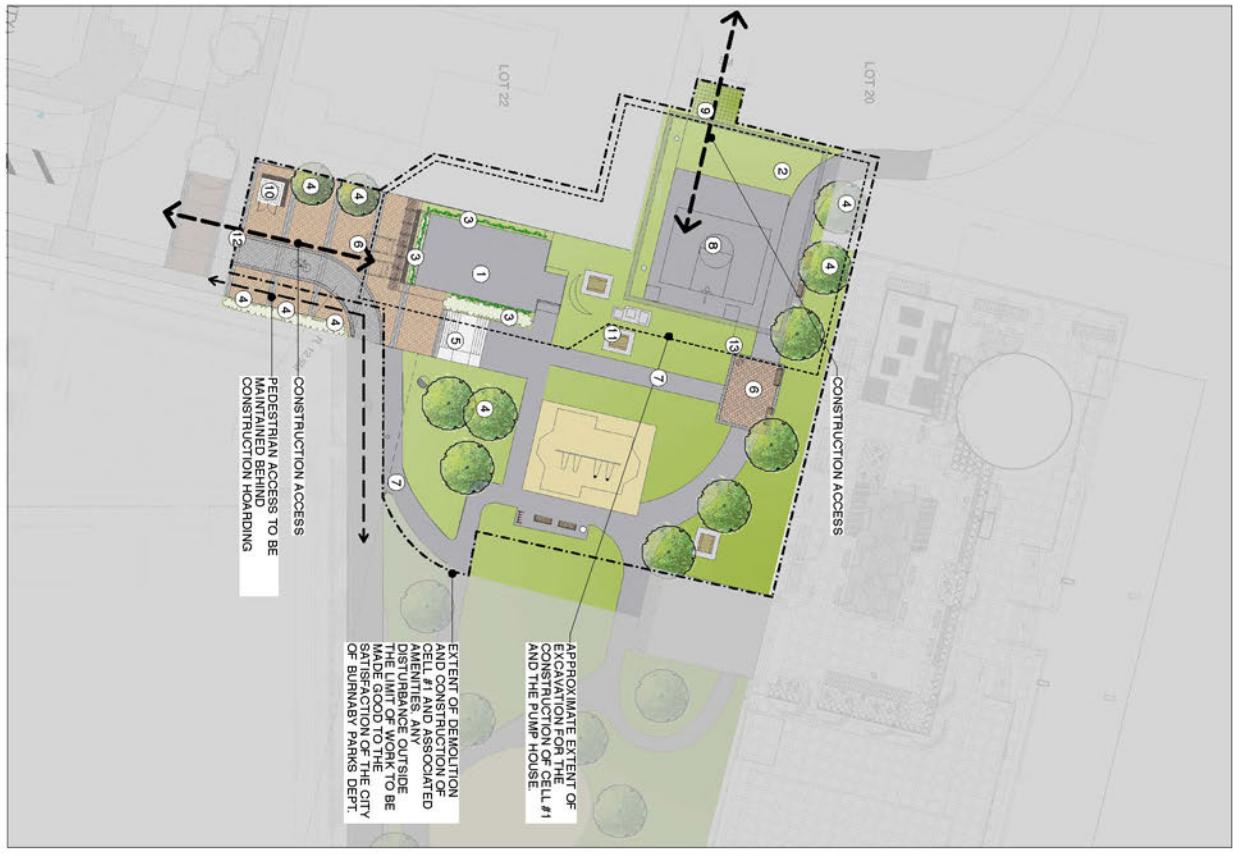 LOT 20
LOT 22
9
2
4
4
8
10
4
4
6
3
3
1
12
3
11
13
5
7
6
4
4
4
4
7
CONSTRUCTION ACCESS
CONSTRUCTION ACCESS
PEDESTRIAN ACCESS TO BE
MAINTAINED BEHIND
CONSTRUCTION HOARDING
APPROXIMATE EXTENT OF
EXCAVATION FOR THE
CONSTRUCTION OF CELL #1
AND THE PUMP HOUSE.
EXTENT OF DEMOLITION
AND CONSTRUCTION OF
CELL #1 AND ASSOCIATED
AMENITIES. ANY
DISTURBANCE OUTSIDE
THE LIMIT OF WORK TO BE
MADE GOOD TO THE
SATISFACTION OF THE CITY
OF BURNABY PARKS DEPT.